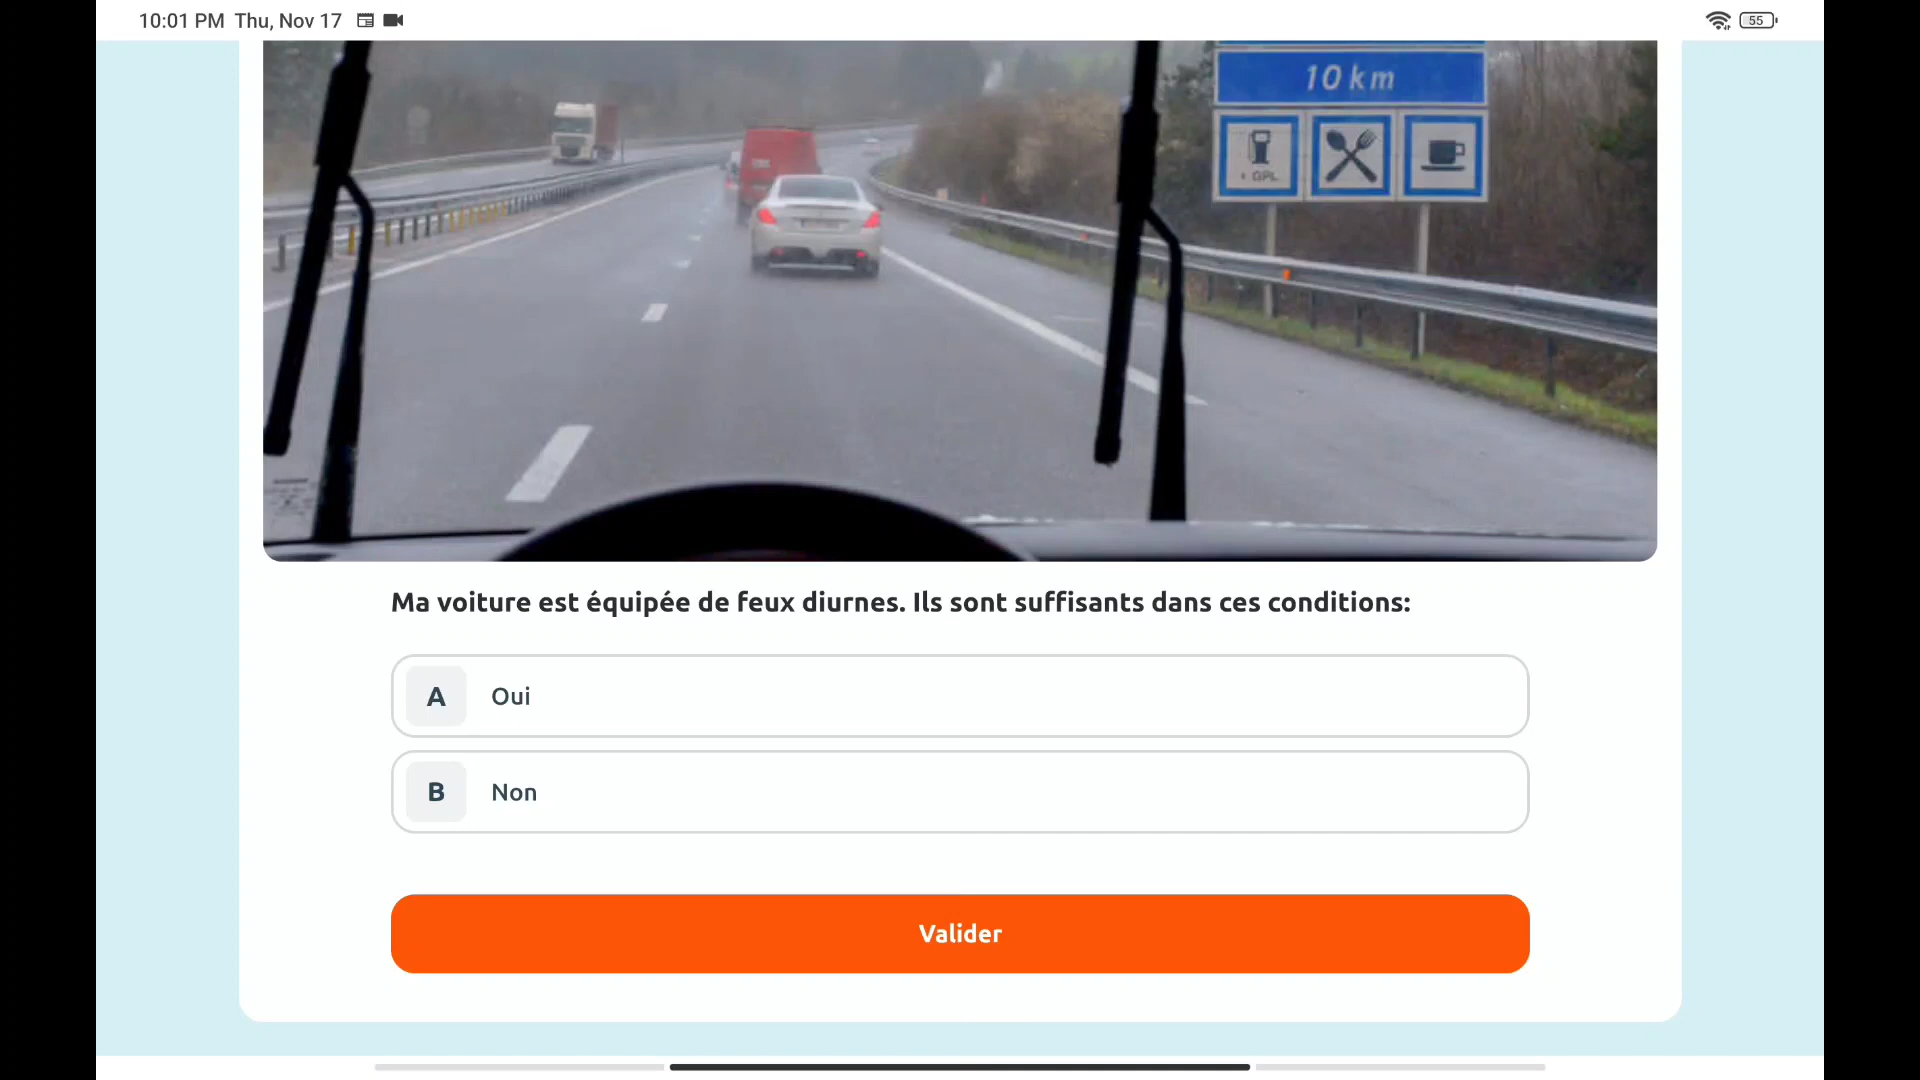 10:01 PM Thu, Nov 17
55
10 km
+ GPL
Ma voiture est équipée de feux diurnes. Ils sont suffisants dans ces conditions:
A Oui
B Non
Valider